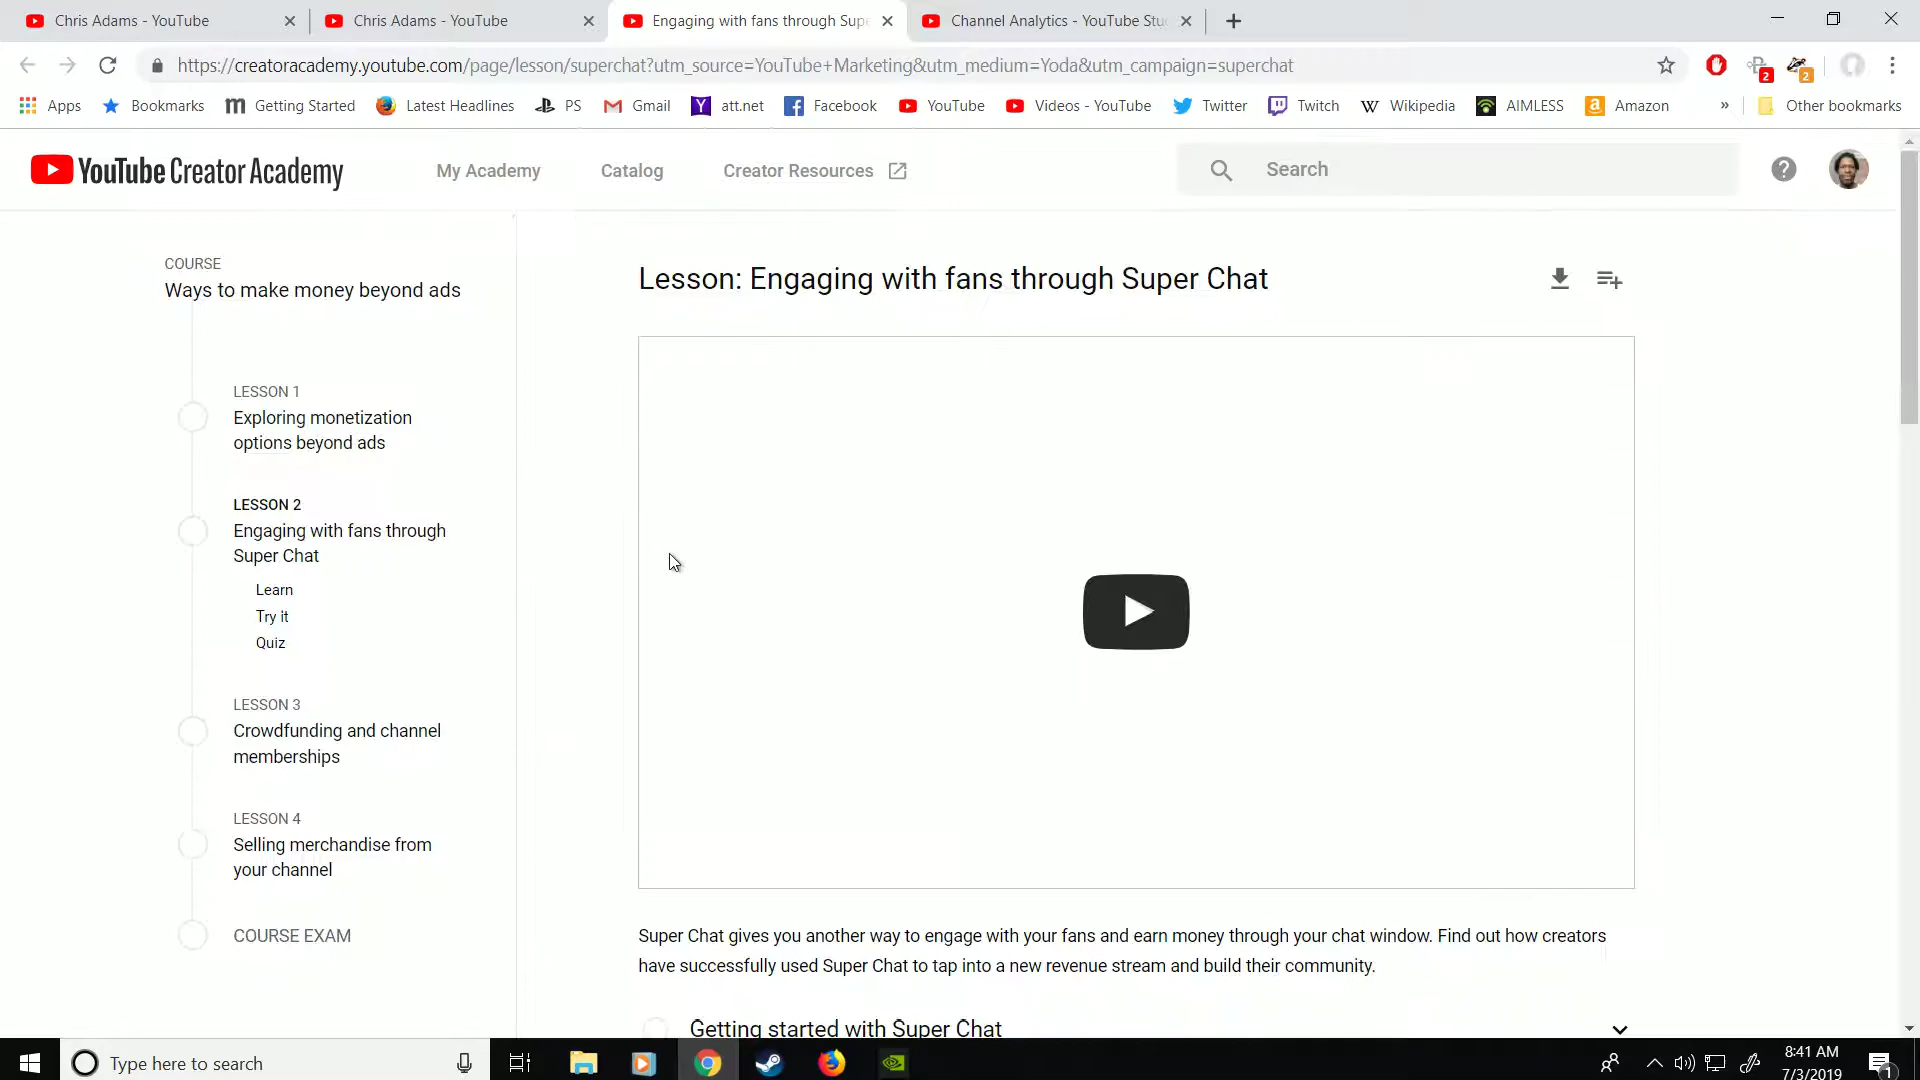 Chris Adams - YouTube
Chris Adams - YouTube
Engaging with fans through Supe
Channel Analytics - YouTube Stu
https://creatoracademy.youtube.com/page/lesson/superchat?utm_source=YouTube+Marketing&utm_medium=Yoda&utm_campaign=superchat
2
2
Apps
Bookmarks
Getting Started
Latest Headlines
PS
Gmail
att.net
Facebook
YouTube
Videos - YouTube
Twitter
Twitch
Wikipedia
AIMLESS
Amazon
»
Other bookmarks
YouTube Creator Academy
My Academy
Catalog
Creator Resources
Search
COURSE
Ways to make money beyond ads
LESSON 1
Exploring monetization
options beyond ads
LESSON 2
Engaging with fans through
Super Chat
Learn
Try it
Quiz
LESSON 3
Crowdfunding and channel
memberships
LESSON 4
Selling merchandise from
your channel
COURSE EXAM
Lesson: Engaging with fans through Super Chat
Super Chat gives you another way to engage with your fans and earn money through your chat window. Find out how creators
have successfully used Super Chat to tap into a new revenue stream and build their community.
Getting started with Super Chat
Type here to search
8:41 AM
7/3/2019
1